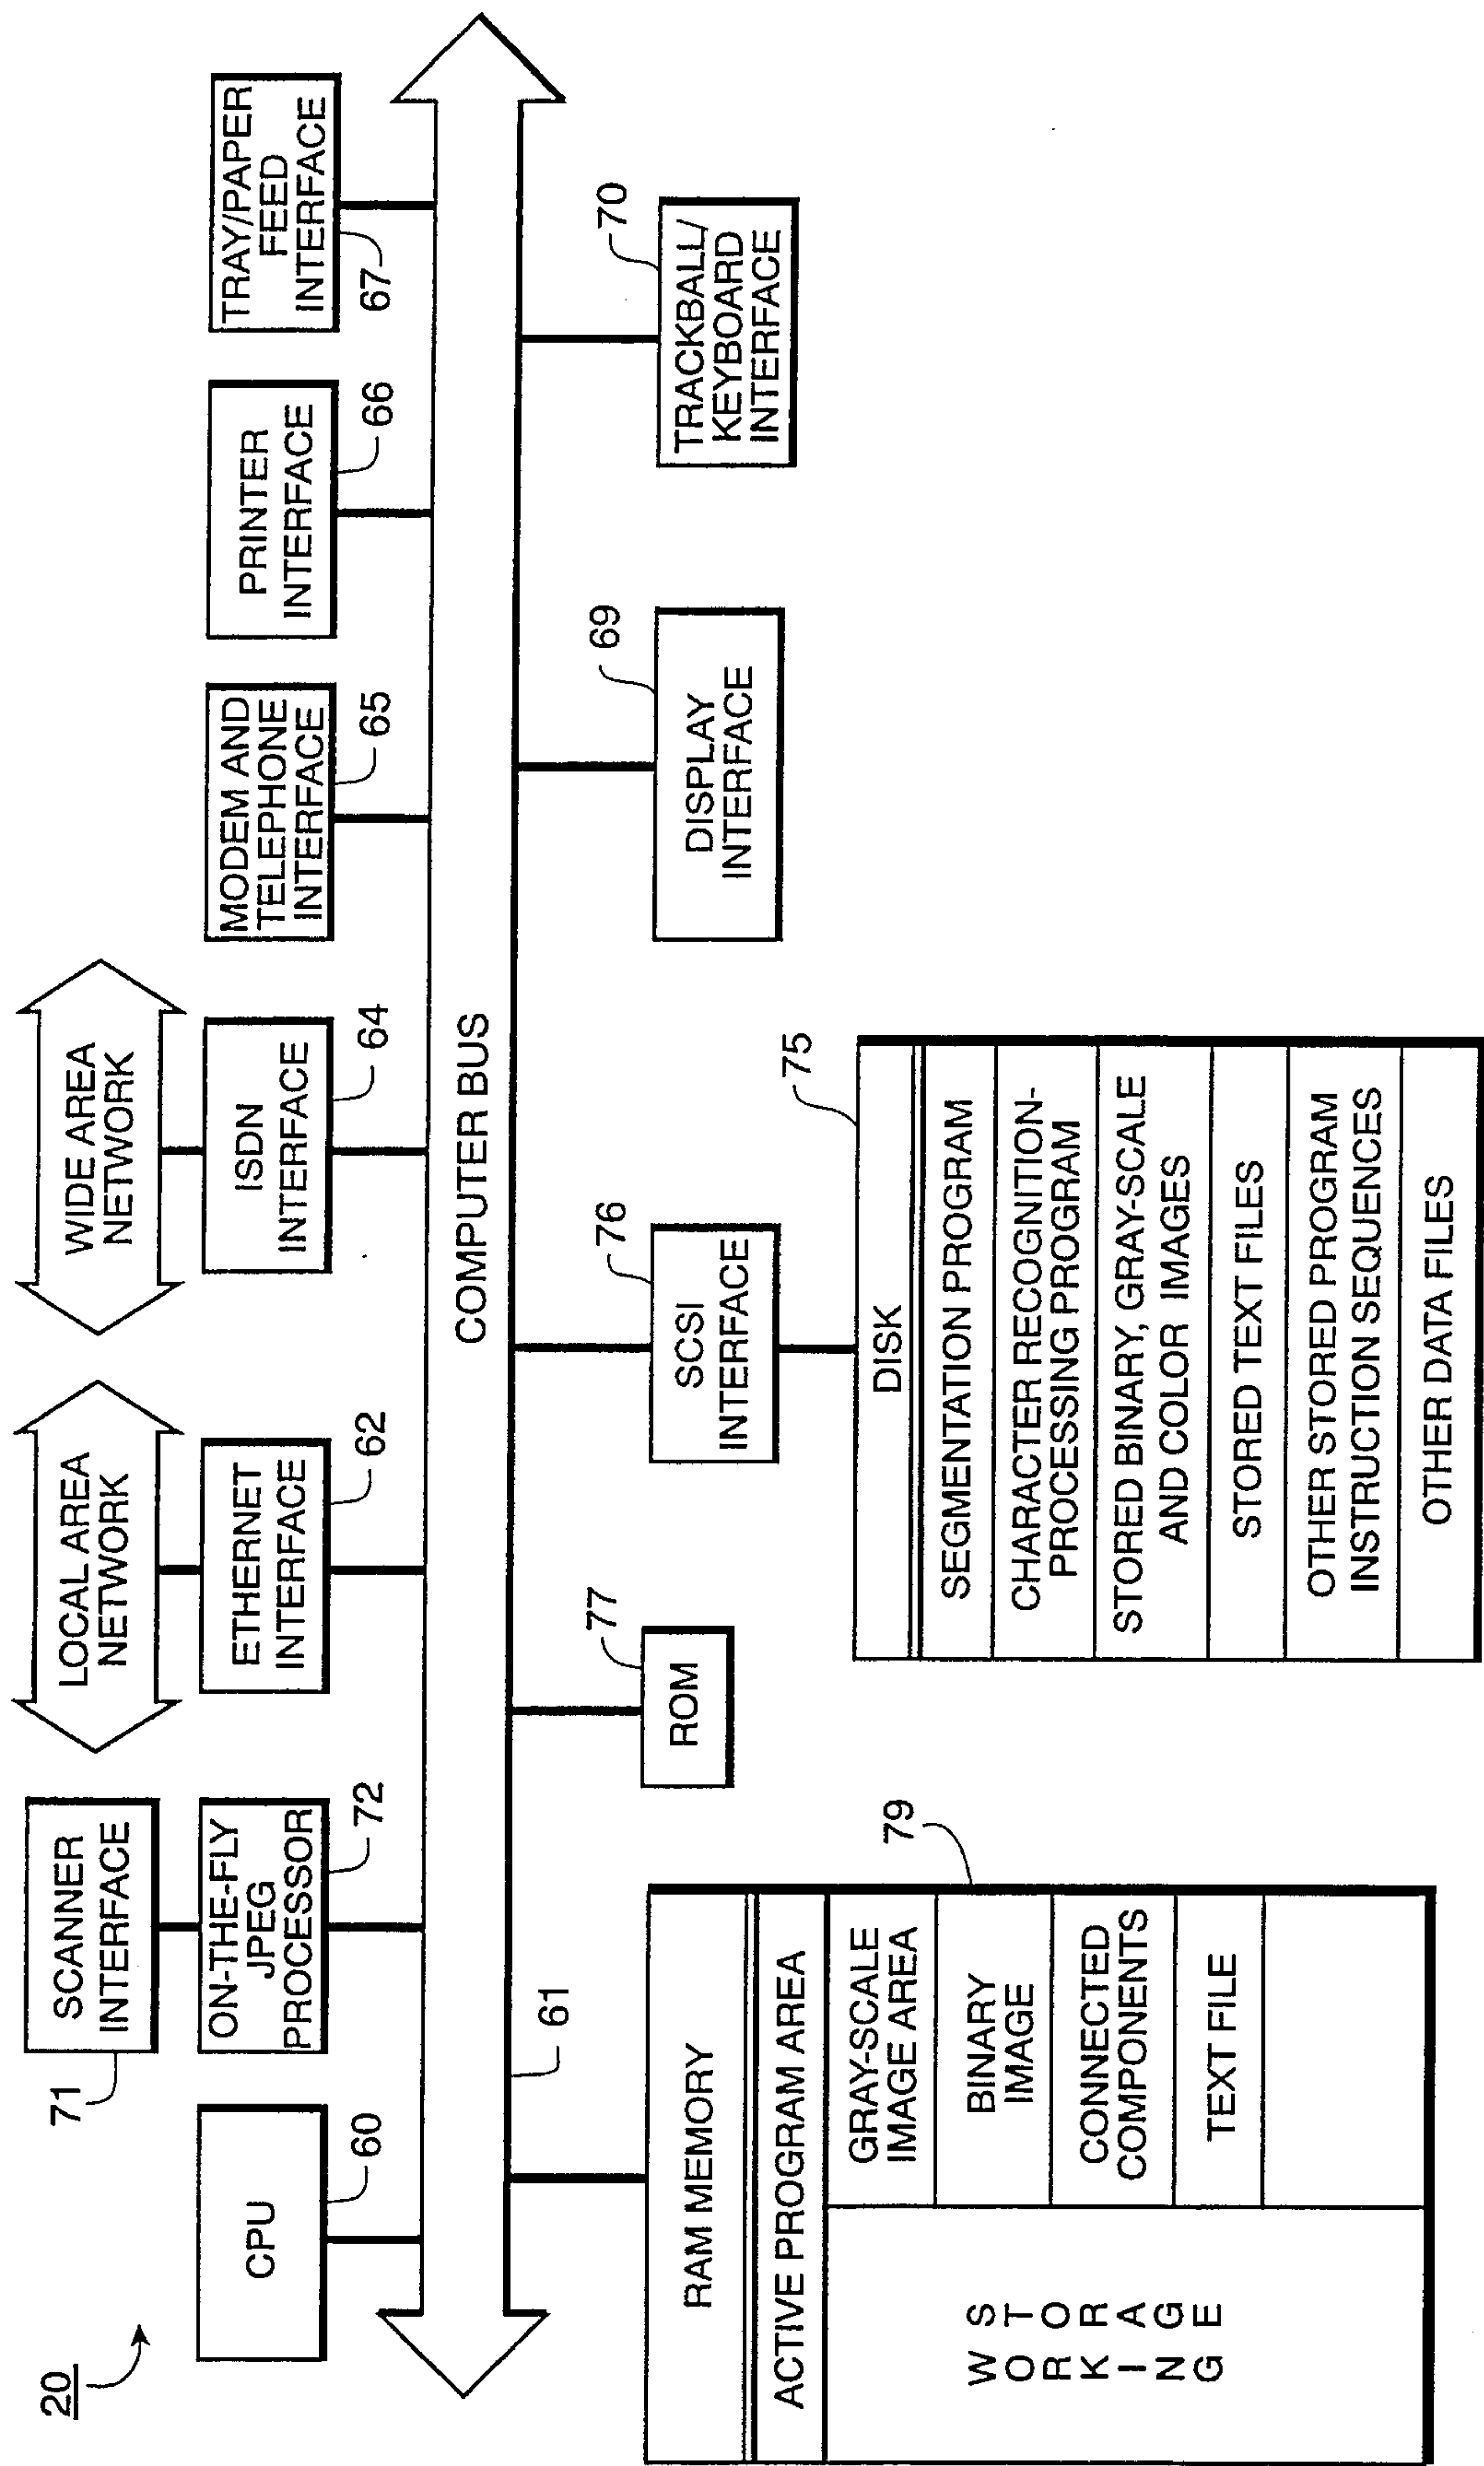 20
SCANNER
INTERFACE
71
LOCAL AREA
NETWORK
WIDE AREA
NETWORK
CPU
60
ON-THE-FLY
JPEG
PROCESSOR
72
ETHERNET
INTERFACE
62
ISDN
INTERFACE
64
MODEM AND
TELEPHONE
INTERFACE
65
PRINTER
INTERFACE
66
TRAY/PAPER
FEED
INTERFACE
67
COMPUTER BUS
61
RAM MEMORY
79
ACTIVE PROGRAM AREA
WORKING
STORAGE
GRAY-SCALE
IMAGE AREA
BINARY
IMAGE
CONNECTED
COMPONENTS
TEXT FILE
ROM
77
SCSI
INTERFACE
76
DISK
75
SEGMENTATION PROGRAM
CHARACTER RECOGNITION-
PROCESSING PROGRAM
STORED BINARY, GRAY-SCALE
AND COLOR IMAGES
STORED TEXT FILES
OTHER STORED PROGRAM
INSTRUCTION SEQUENCES
OTHER DATA FILES
DISPLAY
INTERFACE
69
TRACKBALL/
KEYBOARD
INTERFACE
70